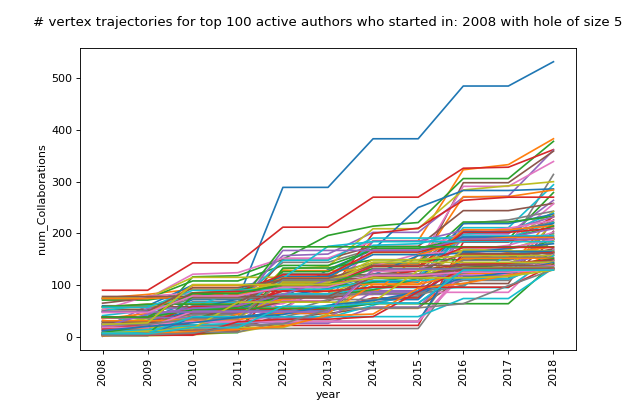 # vertex trajectories for top 100 active authors who started in: 2008 with hole of size 5
500
400
300
200
100
0
num_Collaborations
2008 2009 2010 2011 2012 2013 2014 2015 2016 2017 2018
year